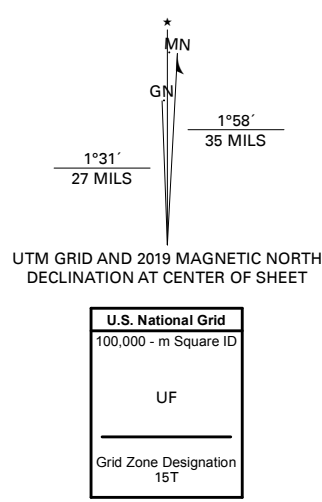 ★
MN
GN
1°58´
35 MILS
1°31´
27 MILS
UTM GRID AND 2019 MAGNETIC NORTH
DECLINATION AT CENTER OF SHEET
U.S. National Grid
100,000 - m Square ID
UF
Grid Zone Designation
15T